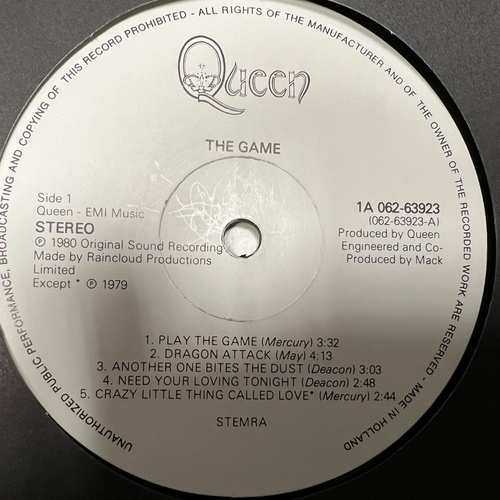 UNAUTHORIZED PUBLIC PERFORMANCE, BROADCASTING AND COPYING OF THIS RECORD PROHIBITED - ALL RIGHTS OF THE MANUFACTURER AND OF THE OWNER OF THE RECORDED WORK ARE RESERVED - MADE IN HOLLAND
Queen
THE GAME
Side 1
Queen - EMI Music
STEREO
℗ 1980 Original Sound Recording
Made by Raincloud Productions
Limited
Except * ℗ 1979
1A 062-63923
(062-63923-A)
Produced by Queen
Engineered and Co-
Produced by Mack
1. PLAY THE GAME (Mercury) 3:32
2. DRAGON ATTACK (May) 4:13
3. ANOTHER ONE BITES THE DUST (Deacon) 3:03
4. NEED YOUR LOVING TONIGHT (Deacon) 2:48
5. CRAZY LITTLE THING CALLED LOVE* (Mercury) 2:44
STEMRA